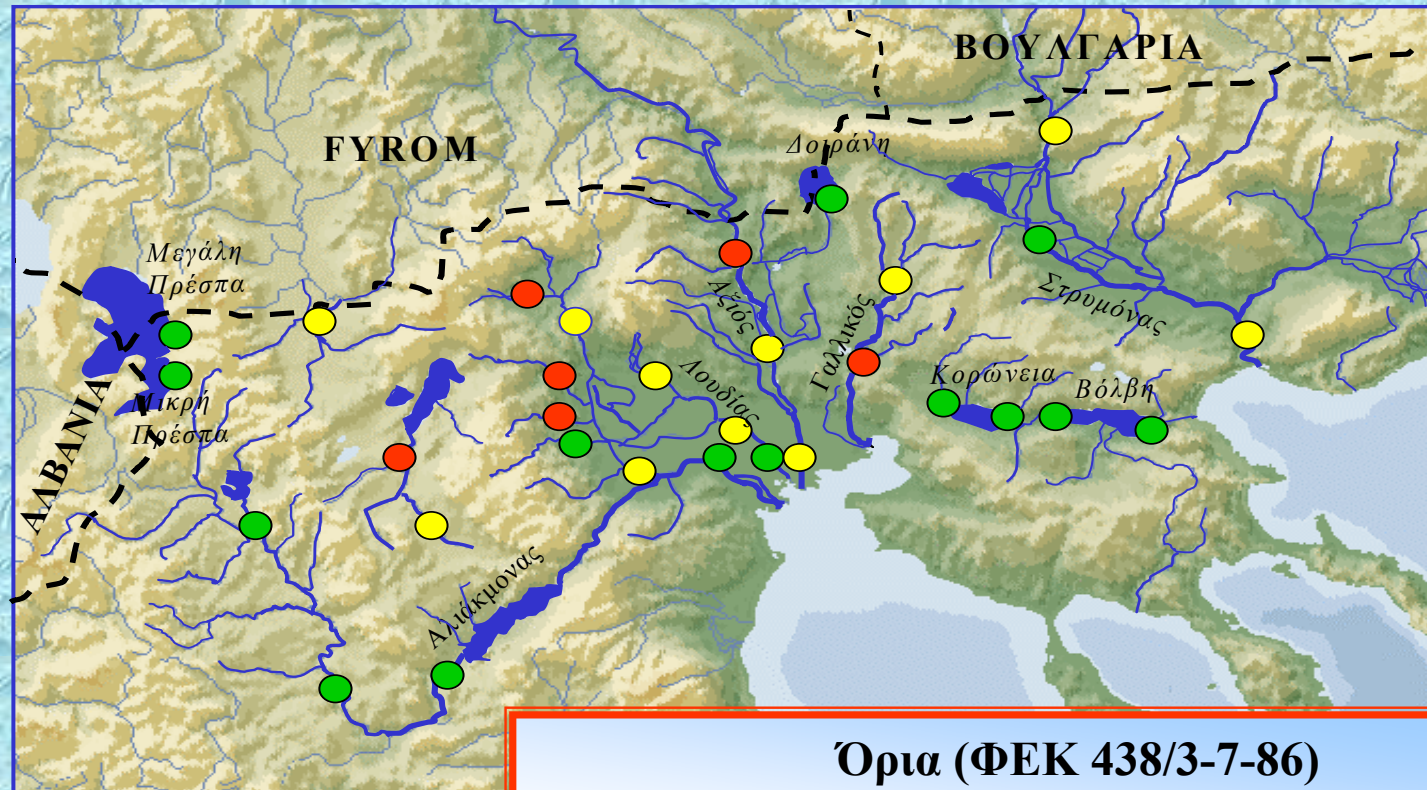 ΒΟΥΛΓΑΡΙΑ
FYROM
Δοϊράνη
Μεγάλη
Πρέσπα
Αξιός
Στρυμόνας
Γαλλικός
Λουδίας
Κορώνεια
Βόλβη
Μικρή
Πρέσπα
ΑΛΒΑΝΙΑ
Αλιάκμονας
Όρια (ΦΕΚ 438/3-7-86)